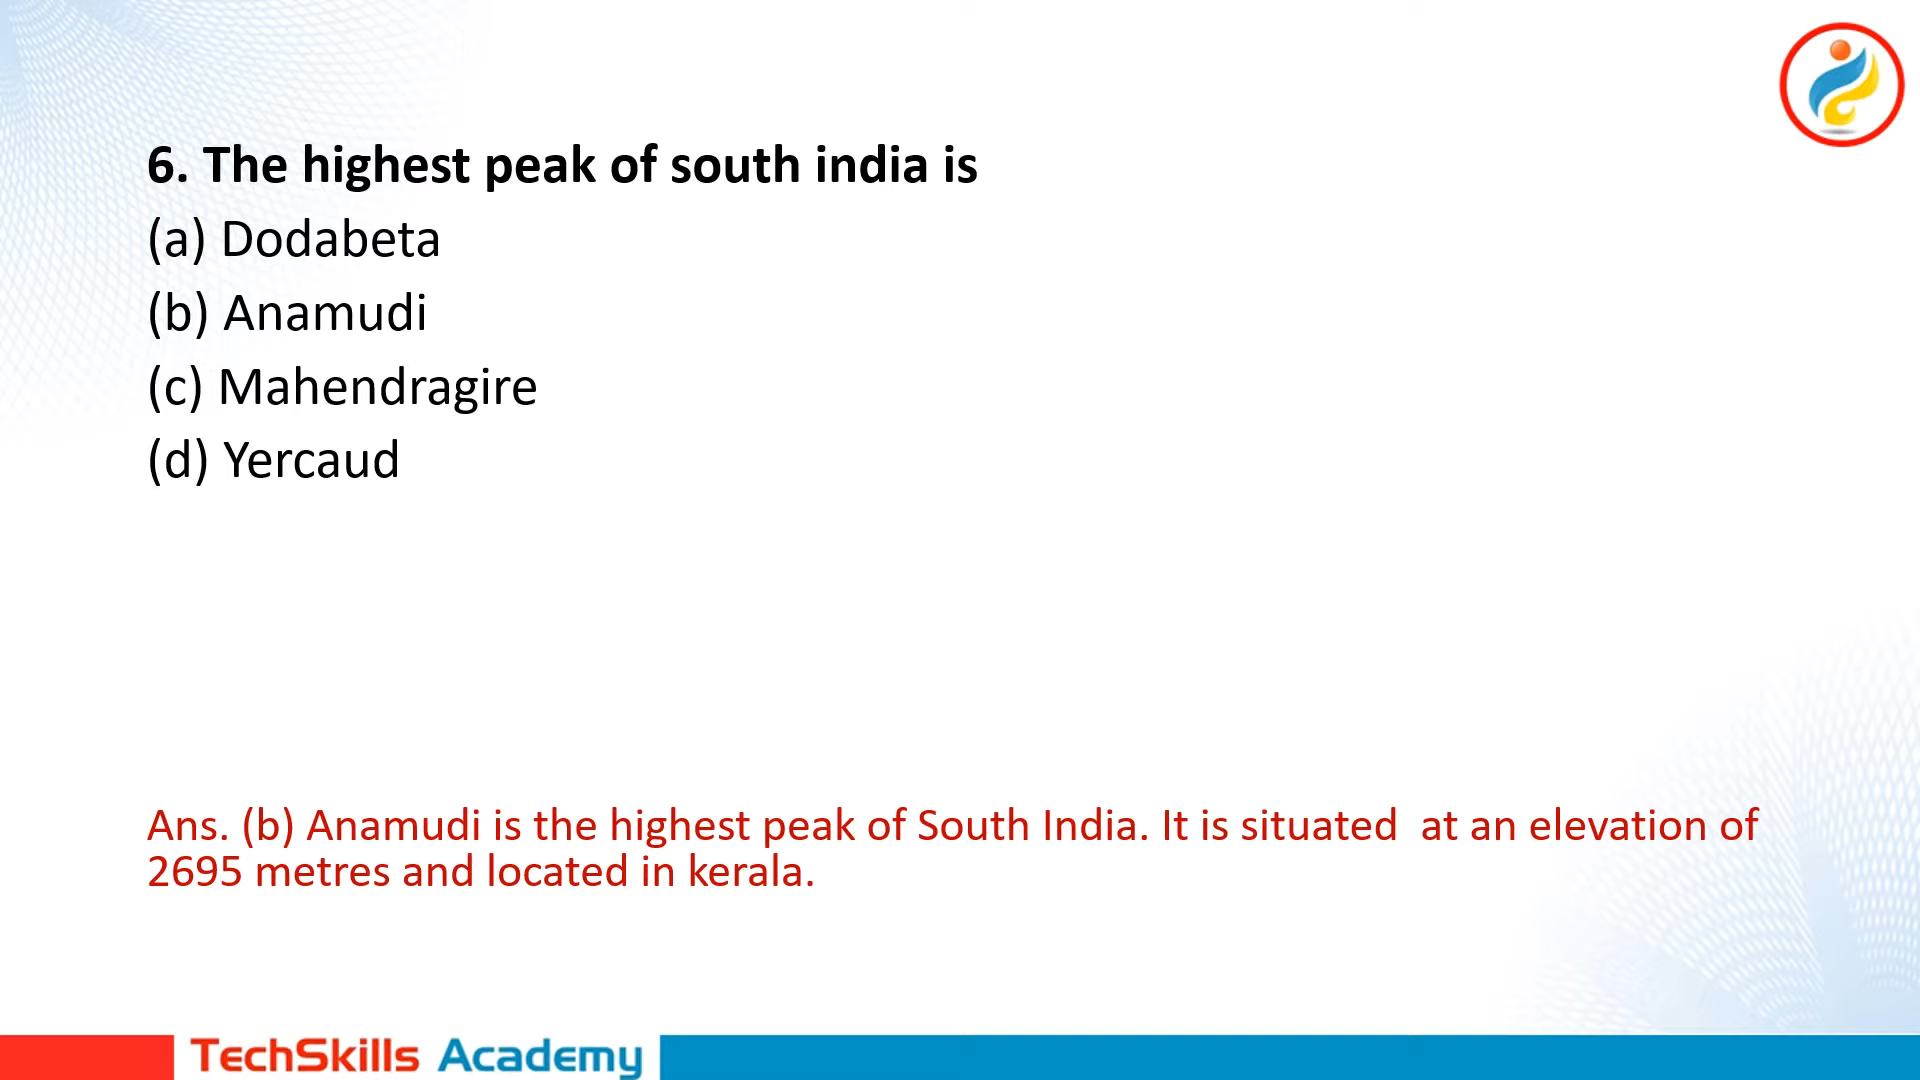 6. The highest peak of south india is
(a) Dodabeta
(b) Anamudi
(c) Mahendragire
(d) Yercaud
Ans. (b) Anamudi is the highest peak of South India. It is situated  at an elevation of
2695 metres and located in kerala.
TechSkills Academy